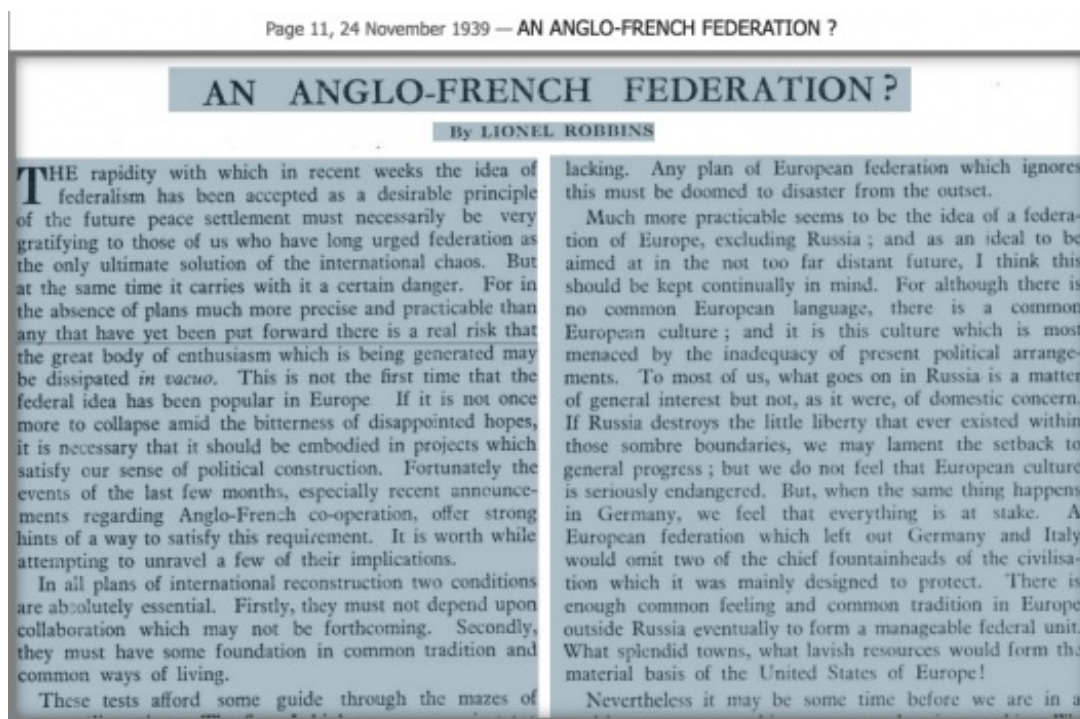 Page 11, 24 November 1939 — AN ANGLO-FRENCH FEDERATION ?
AN ANGLO-FRENCH FEDERATION ?
By LIONEL ROBBINS
THE rapidity with which in recent weeks the idea of
federalism has been accepted as a desirable principle
of the future peace settlement must necessarily be very
gratifying to those of us who have long urged federation as
the only ultimate solution of the international chaos. But
at the same time it carries with it a certain danger. For in
the absence of plans much more precise and practicable than
any that have yet been put forward there is a real risk that
the great body of enthusiasm which is being generated may
be dissipated in vacuo. This is not the first time that the
federal idea has been popular in Europe If it is not once
more to collapse amid the bitterness of disappointed hopes,
it is necessary that it should be embodied in projects which
satisfy our sense of political construction. Fortunately the
events of the last few months, especially recent announce-
ments regarding Anglo-French co-operation, offer strong
hints of a way to satisfy this requirement. It is worth while
attempting to unravel a few of their implications.
In all plans of international reconstruction two conditions
are absolutely essential. Firstly, they must not depend upon
collaboration which may not be forthcoming. Secondly,
they must have some foundation in common tradition and
common ways of living.
These tests afford some guide through the mazes of
lacking. Any plan of European federation which ignores
this must be doomed to disaster from the outset.
Much more practicable seems to be the idea of a federa-
tion of Europe, excluding Russia ; and as an ideal to be
aimed at in the not too far distant future, I think this
should be kept continually in mind. For although there is
no common European language, there is a common
European culture ; and it is this culture which is most
menaced by the inadequacy of present political arrange-
ments. To most of us, what goes on in Russia is a matter
of general interest but not, as it were, of domestic concern.
If Russia destroys the little liberty that ever existed within
those sombre boundaries, we may lament the setback to
general progress ; but we do not feel that European culture
is seriously endangered. But, when the same thing happens
in Germany, we feel that everything is at stake. A
European federation which left out Germany and Italy
would omit two of the chief fountainheads of the civilisa-
tion which it was mainly designed to protect. There is
enough common feeling and common tradition in Europe
outside Russia eventually to form a manageable federal unit.
What splendid towns, what lavish resources would form the
material basis of the United States of Europe!
Nevertheless it may be some time before we are in a